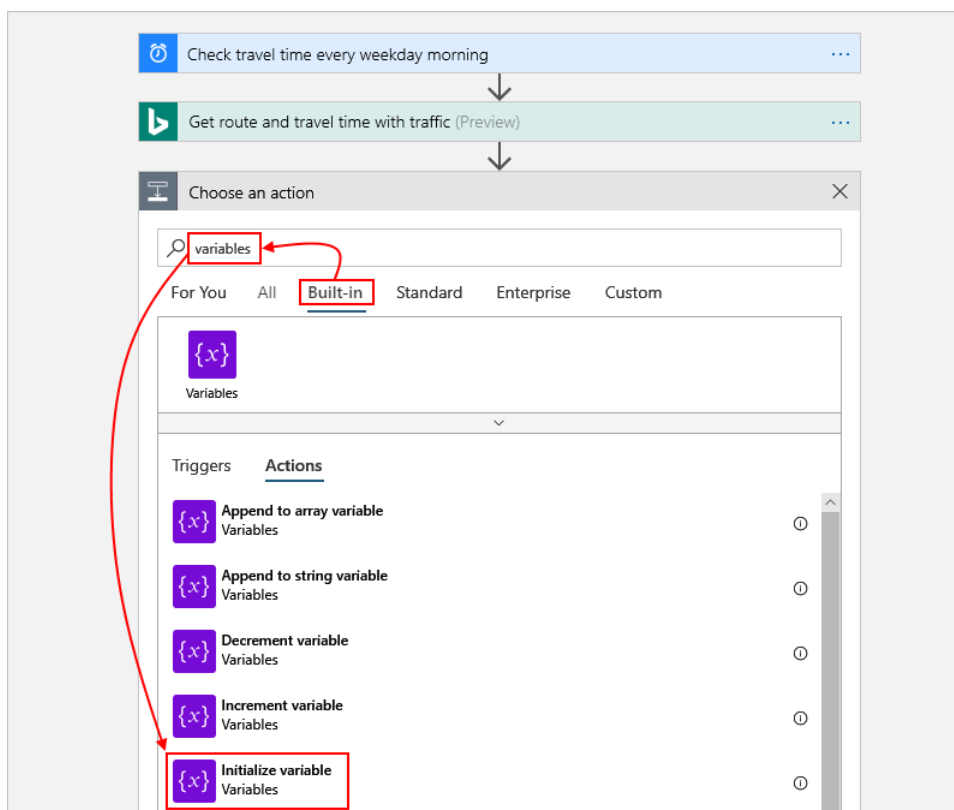 Check travel time every weekday morning
Get route and travel time with traffic (Preview)
Choose an action
variables
For You All Built-in Standard Enterprise Custom
{x}
Variables
Triggers Actions
{x} Append to array variable
Variables
{x} Append to string variable
Variables
{x} Decrement variable
Variables
{x} Increment variable
Variables
{x} Initialize variable
Variables